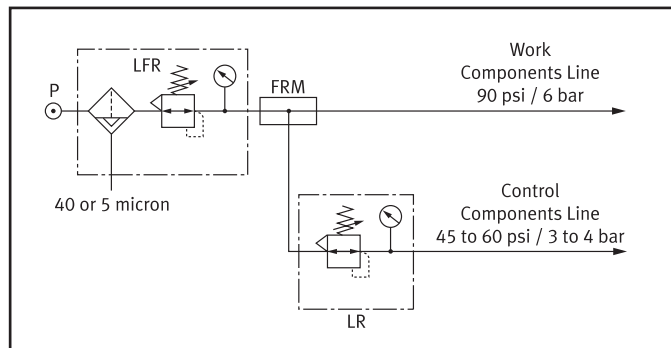 P
LFR
FRM
Work
Components Line
90 psi / 6 bar
40 or 5 micron
Control
Components Line
45 to 60 psi / 3 to 4 bar
LR